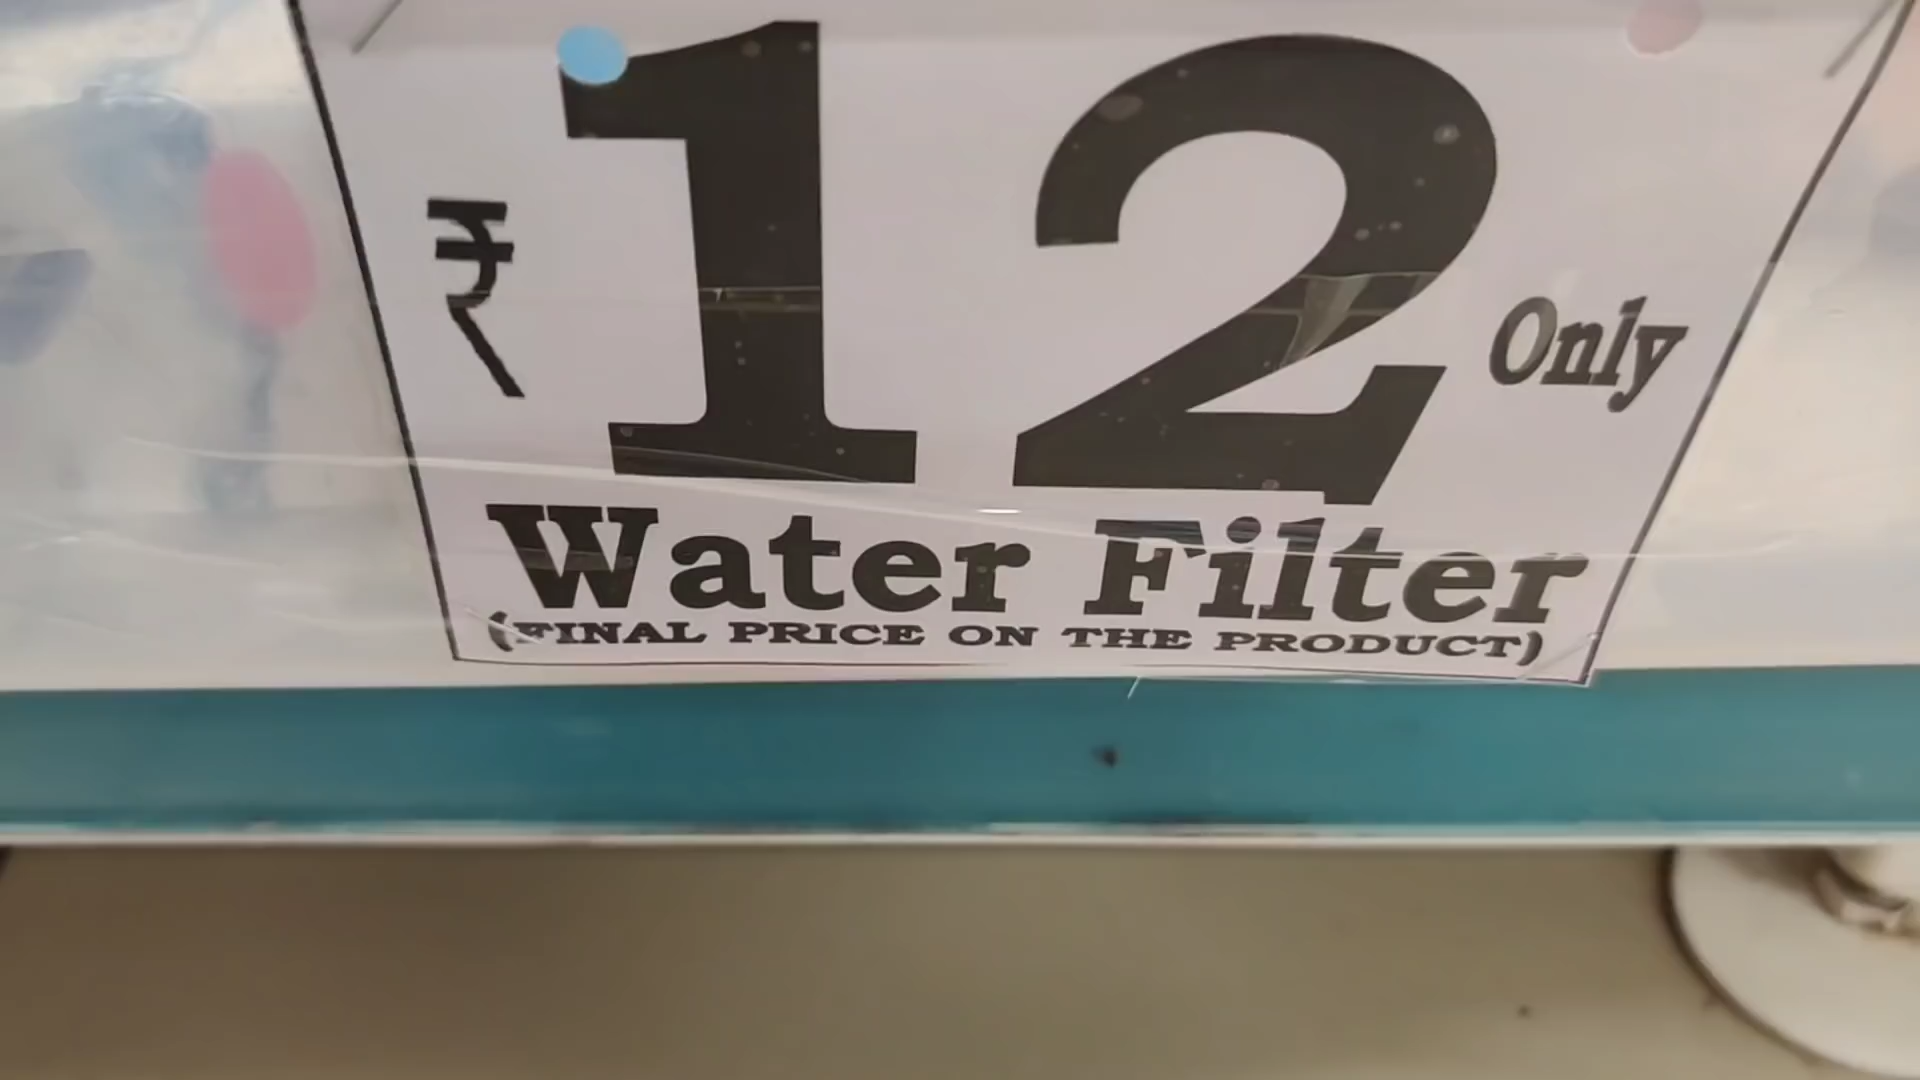 ₹ 12 Only
Water Filter
(FINAL PRICE ON THE PRODUCT)